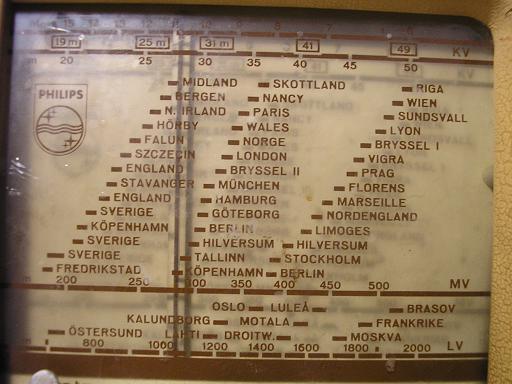 19 m 25 m 31 m 41 49 KV
20 25 30 35 40 45 50
PHILIPS
MIDLAND SKOTTLAND RIGA
BERGEN NANCY WIEN
N. IRLAND PARIS SUNDSVALL
HÖRBY WALES LYON
FALUN NORGE BRYSSEL I
SZCZECIN LONDON VIGRA
ENGLAND BRYSSEL II PRAG
STAVANGER MÜNCHEN FLORENS
ENGLAND HAMBURG MARSEILLE
SVERIGE GÖTEBORG NORDENGLAND
KÖPENHAMN BERLIN LIMOGES
SVERIGE HILVERSUM HILVERSUM
SVERIGE TALLINN STOCKHOLM
FREDRIKSTAD KÖPENHAMN BERLIN
200 250 300 350 400 450 500 MV
OSLO LULEÅ BRASOV
KALUNDBORG MOTALA FRANKRIKE
ÖSTERSUND LAHTI DROITW. MOSKVA
800 1000 1200 1400 1600 1800 2000 LV